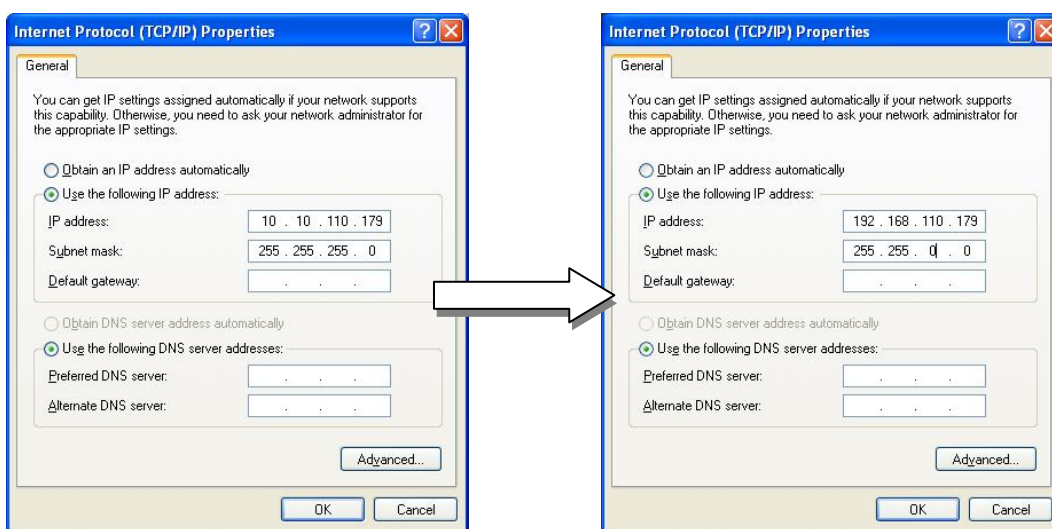 Internet Protocol (TCP/IP) Properties
General
You can get IP settings assigned automatically if your network supports
this capability. Otherwise, you need to ask your network administrator for
the appropriate IP settings.
Obtain an IP address automatically
Use the following IP address:
IP address: 10 . 10 . 110 . 179
Subnet mask: 255 . 255 . 255 . 0
Default gateway: . . .
Obtain DNS server address automatically
Use the following DNS server addresses:
Preferred DNS server: . . .
Alternate DNS server: . . .
Advanced...
OK Cancel
Internet Protocol (TCP/IP) Properties
General
You can get IP settings assigned automatically if your network supports
this capability. Otherwise, you need to ask your network administrator for
the appropriate IP settings.
Obtain an IP address automatically
Use the following IP address:
IP address: 192 . 168 . 110 . 179
Subnet mask: 255 . 255 . 0 . 0
Default gateway: . . .
Obtain DNS server address automatically
Use the following DNS server addresses:
Preferred DNS server: . . .
Alternate DNS server: . . .
Advanced...
OK Cancel